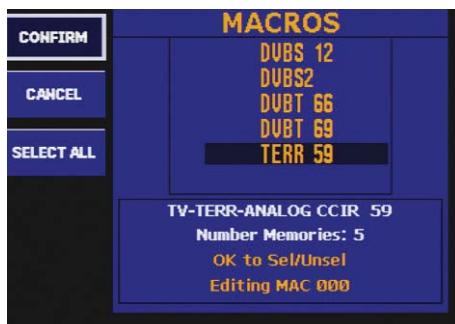 MACROS
CONFIRM
CANCEL
SELECT ALL
DVBS 12
DVBS2
DVBT 66
DVBT 69
TERR 59
TV-TERR-ANALOG CCIR 59
Number Memories: 5
OK to Sel/Unsel
Editing MAC 000